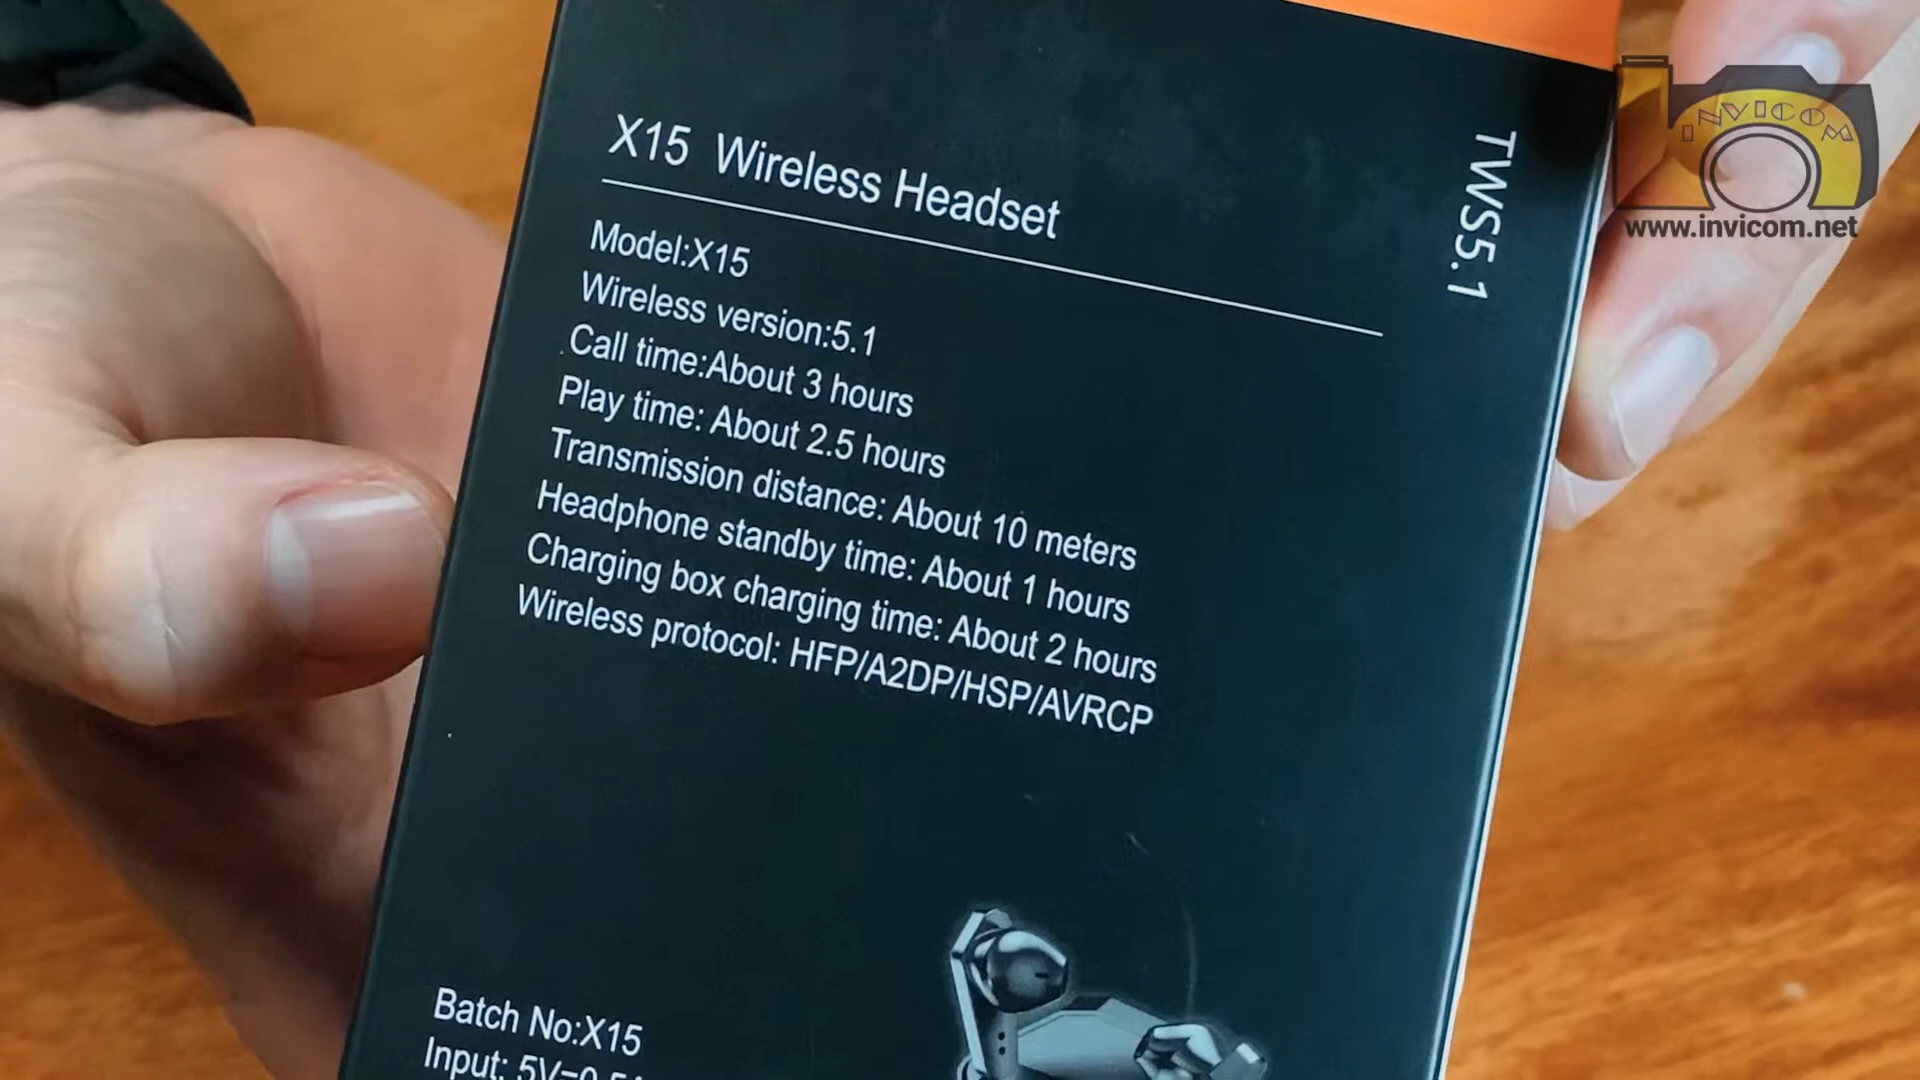 X15 Wireless Headset
TWS5.1
Model:X15
Wireless version:5.1
Call time:About 3 hours
Play time: About 2.5 hours
Transmission distance: About 10 meters
Headphone standby time: About 1 hours
Charging box charging time: About 2 hours
Wireless protocol: HFP/A2DP/HSP/AVRCP
Batch No:X15
Input:
INVICOM
www.invicom.net